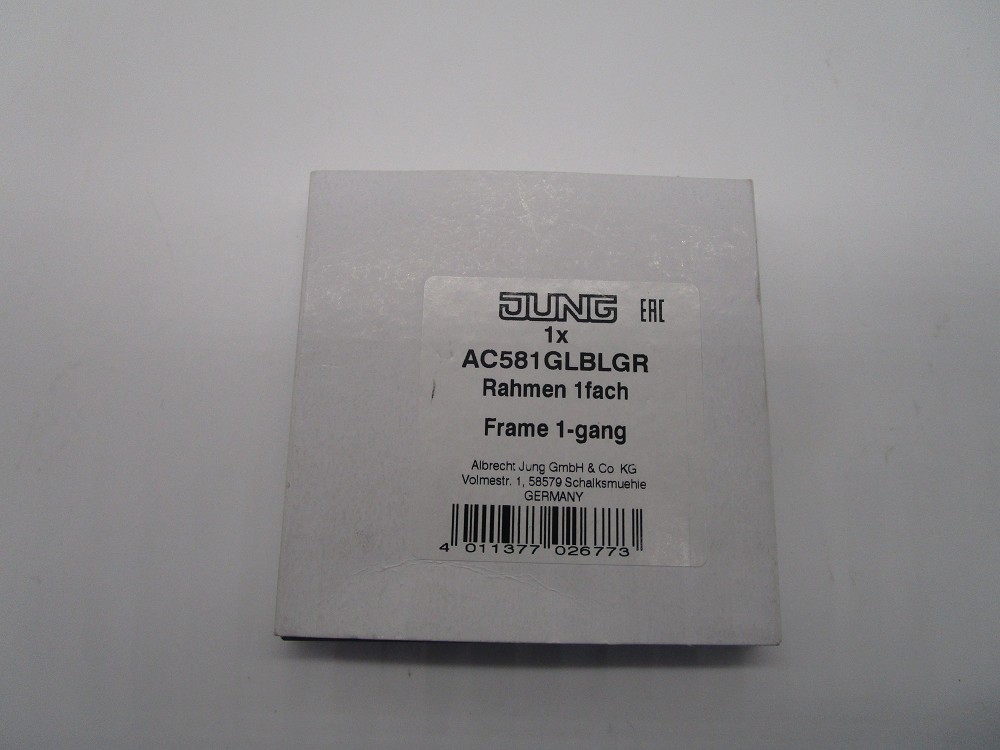 JUNG EAC
1x
AC581GLBLGR
Rahmen 1fach
Frame 1-gang
Albrecht Jung GmbH & Co KG
Volmestr. 1, 58579 Schalksmuehle
GERMANY
4 011377 026773